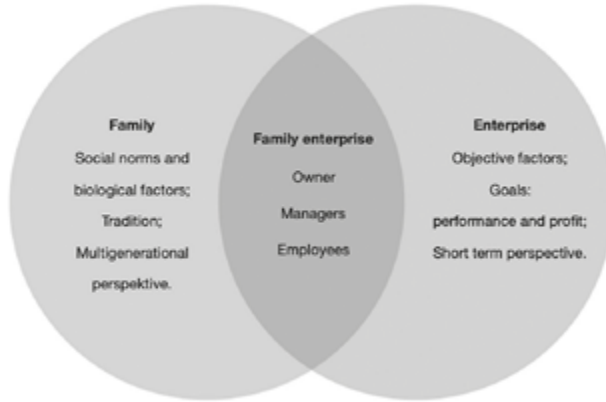 Family
Social norms and
biological factors;
Tradition;
Multigenerational
perspektive.
Family enterprise
Owner
Managers
Employees
Enterprise
Objective factors;
Goals:
performance and profit;
Short term perspective.